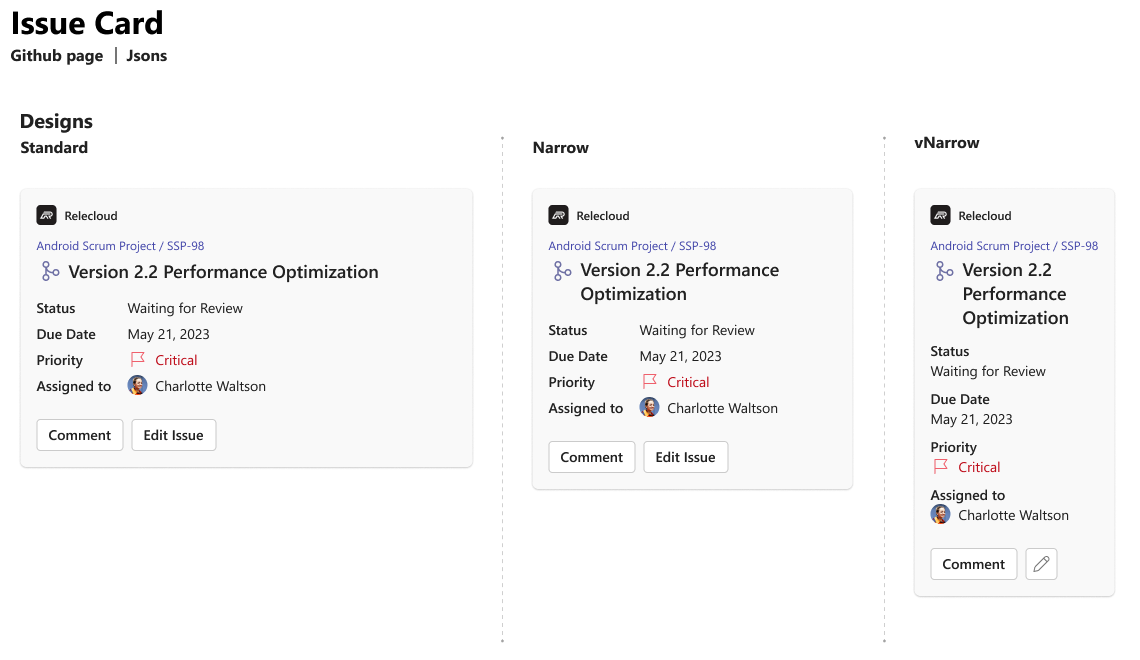 Issue Card
Github page | Jsons
Designs
Standard
Relecloud
Android Scrum Project / SSP-98
Version 2.2 Performance Optimization
Status Waiting for Review
Due Date May 21, 2023
Priority Critical
Assigned to Charlotte Waltson
Comment Edit Issue
Narrow
Relecloud
Android Scrum Project / SSP-98
Version 2.2 Performance
Optimization
Status Waiting for Review
Due Date May 21, 2023
Priority Critical
Assigned to Charlotte Waltson
Comment Edit Issue
vNarrow
Relecloud
Android Scrum Project / SSP-98
Version 2.2
Performance
Optimization
Status
Waiting for Review
Due Date
May 21, 2023
Priority
Critical
Assigned to
Charlotte Waltson
Comment